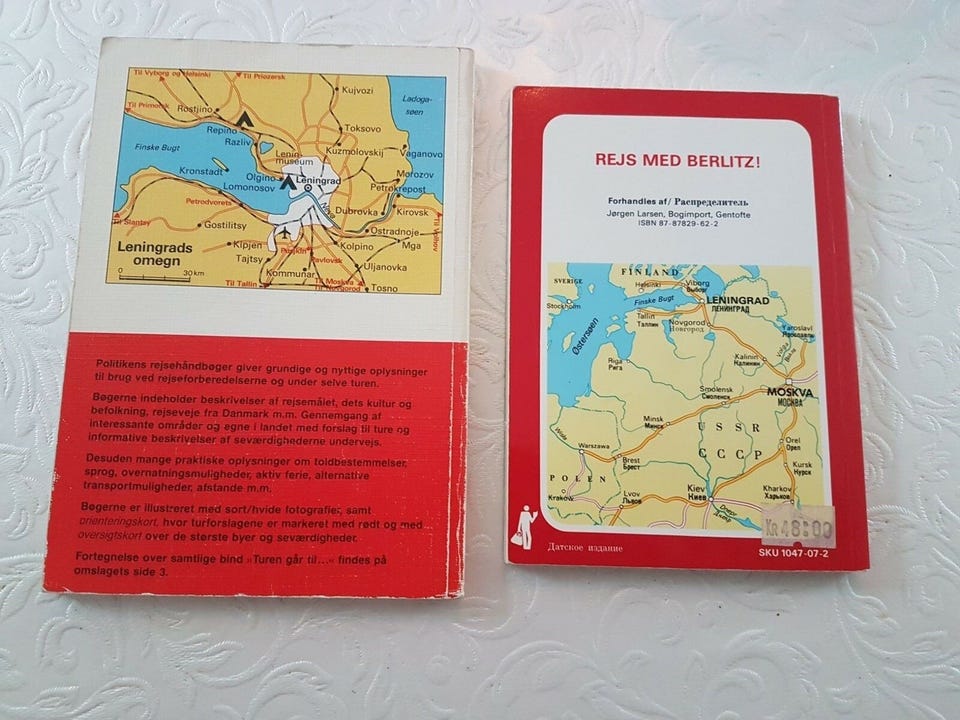 Til Vyborg og Helsinki
Til Priozersk
Kujvozi
Ladoga-
søen
Til Primorsk
Rostjino
Repino
Toksovo
Razliv
Kuzmolovskij
Vaganovo
Finske Bugt
Lenin-
museum
Kronstadt
Olgino
Leningrad
Morozov
Lomonosov
Petrokrepost
Petrodvorets
Neva
Dubrovka
Kirovsk
Til Slantsy
Gostilitsy
Ostradnoje
Til Volhov
Leningrads
omegn
Kipjen
Kolpino
Mga
Tajtsy
Pusjkin
Pavlovsk
Uljanovka
Kommunar
0 30 km
Til Tallin
Til Moskva
Til Novgorod
Tosno
Politikens rejsehåndbøger giver grundige og nyttige oplysninger
til brug ved rejseforberedelserne og under selve turen.
Bøgerne indeholder beskrivelser af rejsemålet, dets kultur og
befolkning, rejseveje fra Danmark m.m. Gennemgang af
interessante områder og egne i landet med forslag til ture og
informative beskrivelser af seværdighederne undervejs.
Desuden mange praktiske oplysninger om toldbestemmelser,
sprog, overnatningsmuligheder, aktiv ferie, alternative
transportmuligheder, afstande m.m.
Bøgerne er illustreret med sort/hvide fotografier, samt
orienteringskort, hvor turforslagene er markeret med rødt og med
oversigtskort over de største byer og seværdigheder.
Fortegnelse over samtlige bind »Turen går til...« findes på
omslagets side 3.
REJS MED BERLITZ!
Forhandles af/ Распределитель
Jørgen Larsen, Bogimport, Gentofte
ISBN 87-87829-62-2
FINLAND
SVERIGE
Helsinki
Viborg
Выборг
Stockholm
Finske Bugt
LENINGRAD
ЛЕНИНГРАД
Tallin
Таллин
Novgorod
Новгород
Østersøen
Yaroslavl
Ярославль
Volga
Волга
Riga
Рига
Kalinin
Калинин
Smolensk
Смоленск
MOSKVA
МОСКВА
Minsk
Минск
USSR
СССР
Wisla
Warszawa
Orel
Орел
Brest
Брест
POLEN
Kursk
Курск
Kraków
Lvov
Львов
Kiev
Киев
Kharkov
Харьков
Dnepr
Днепр
KR 48:00
Датское издание
SKU 1047-07-2